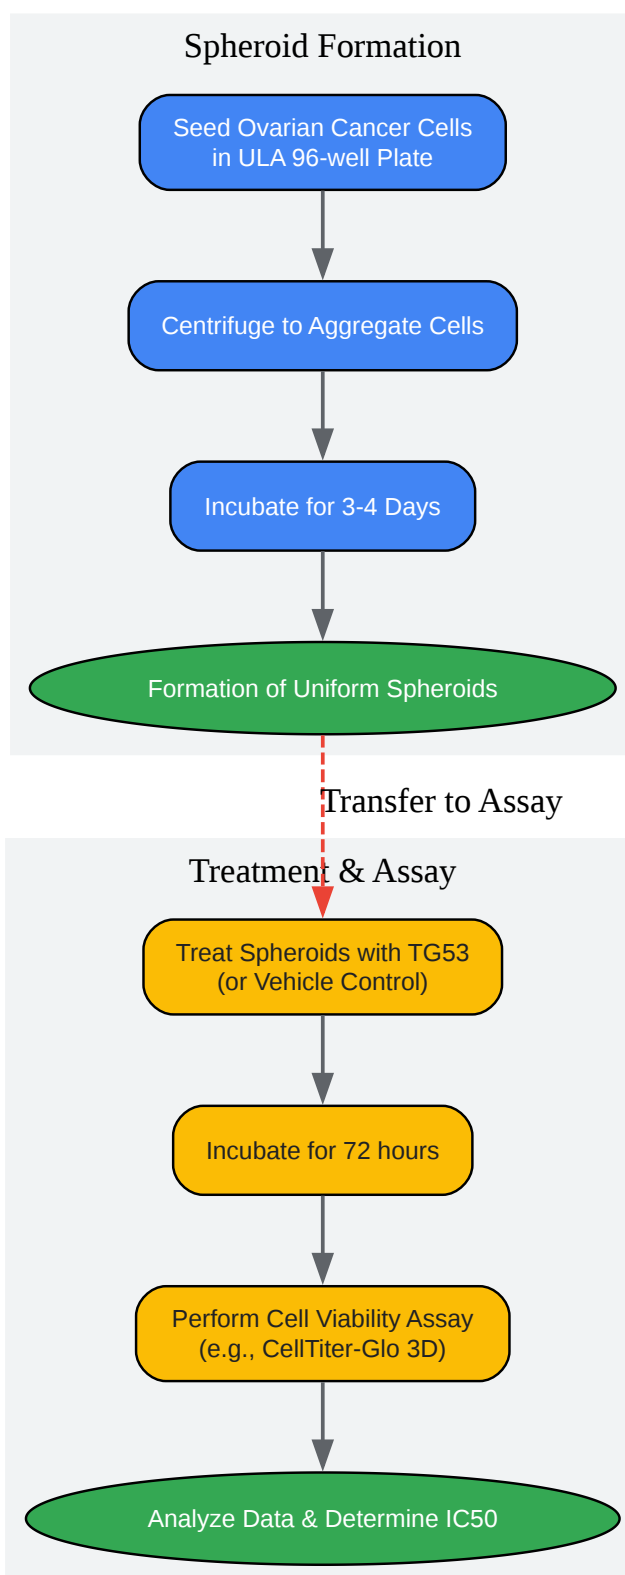 Spheroid Formation
Seed Ovarian Cancer Cells
in ULA 96-well Plate
Centrifuge to Aggregate Cells
Incubate for 3-4 Days
Formation of Uniform Spheroids
Transfer to Assay
Treatment & Assay
Treat Spheroids with TG53
(or Vehicle Control)
Incubate for 72 hours
Perform Cell Viability Assay
(e.g., CellTiter-Glo 3D)
Analyze Data & Determine IC50